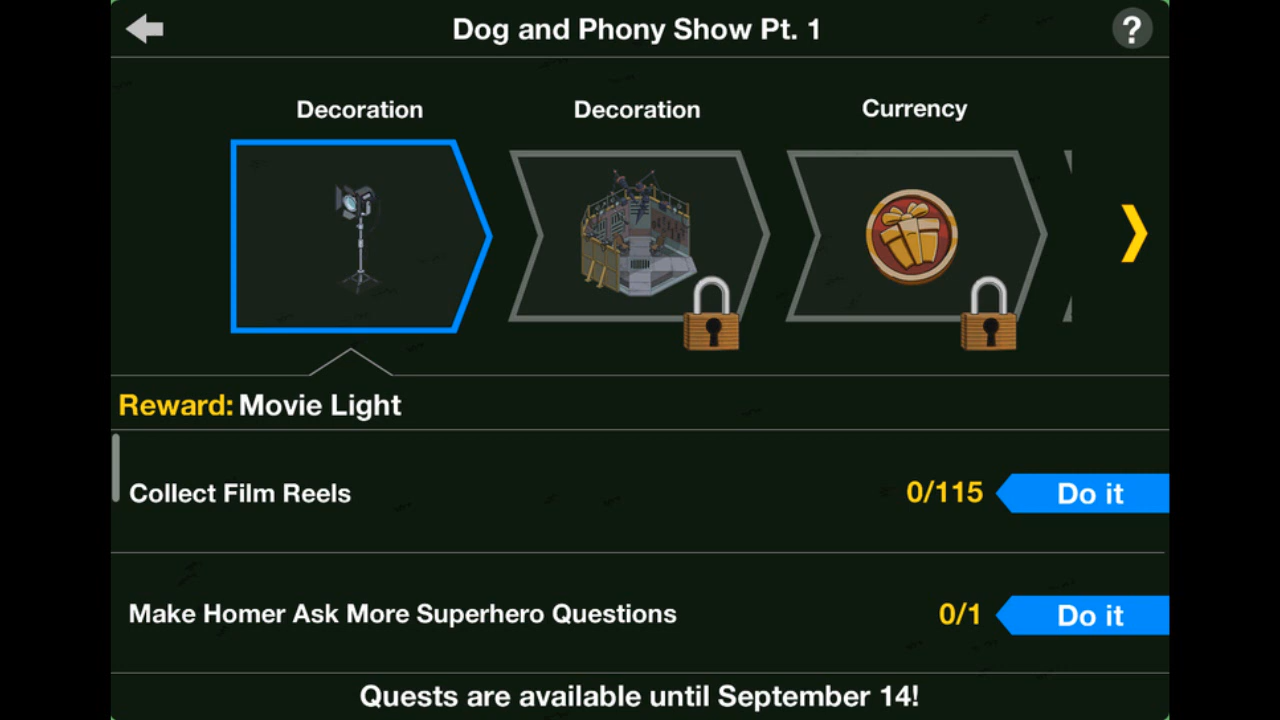 Dog and Phony Show Pt. 1
?
Decoration
Decoration
Currency
Reward: Movie Light
Collect Film Reels 0/115 Do it
Make Homer Ask More Superhero Questions 0/1 Do it
Quests are available until September 14!